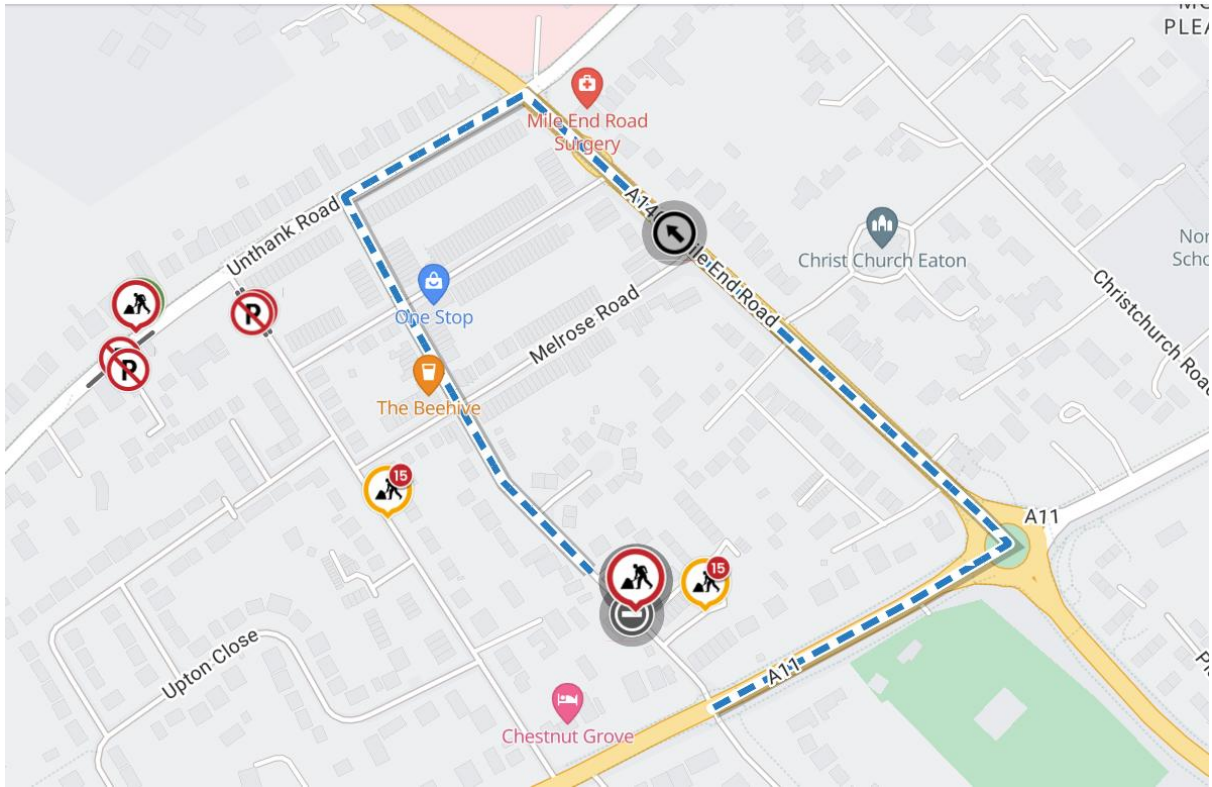 PLEA
Mile End Road
Surgery
Unthank Road
A14
ile End Road
Christ Church Eaton
Nor
Scho
Christchurch Road
P
P
One Stop
Melrose Road
The Beehive
15
15
A11
Upton Close
A11
Chestnut Grove